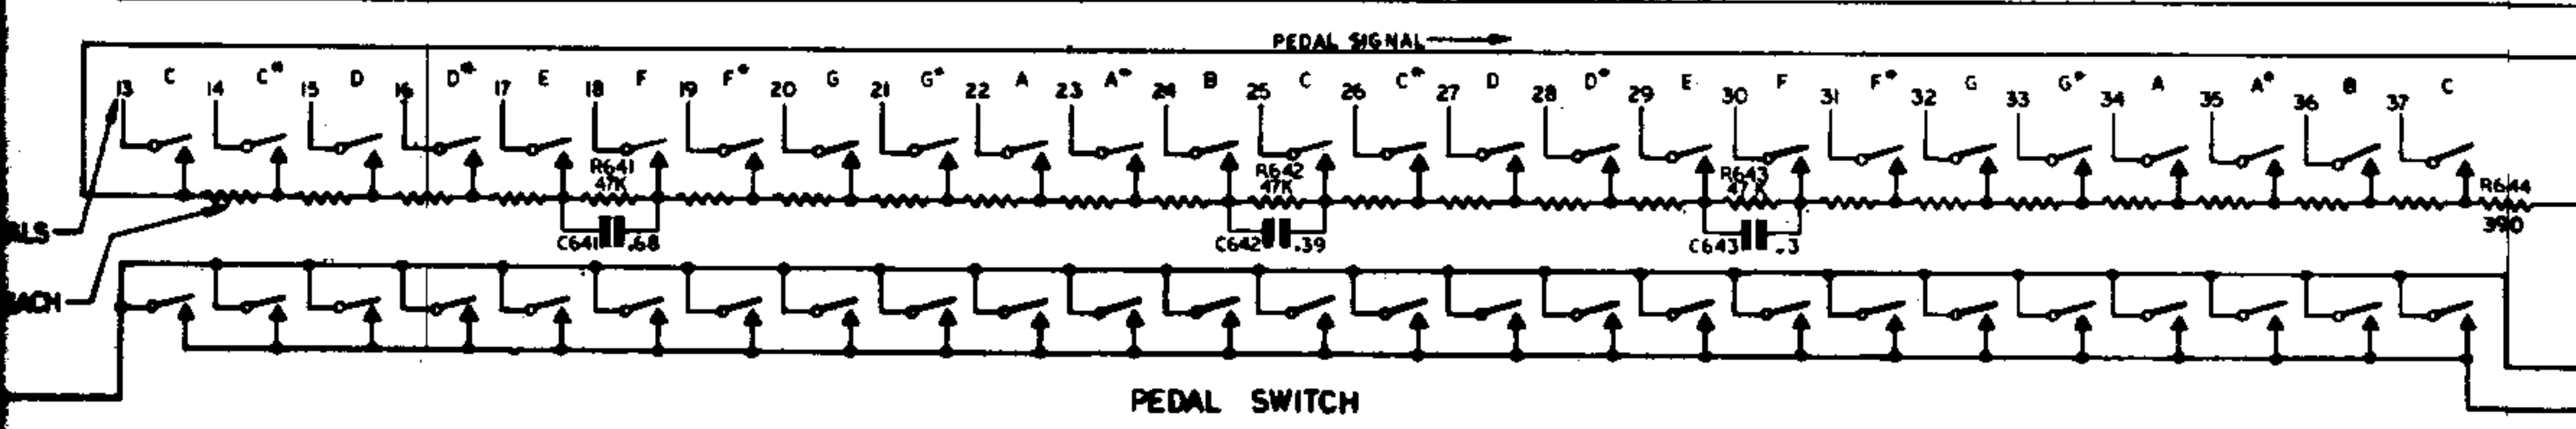 PEDAL SIGNAL
C C# D D# E F F# G G# A A# B C C# D D# E F F# G G# A A# B C
13 14 15 16 17 18 19 20 21 22 23 24 25 26 27 28 29 30 31 32 33 34 35 36 37
R641 R642 R643 R644
47K 47K 47K
390
C641 .68 C642 .39 C643 .3
PEDAL SWITCH